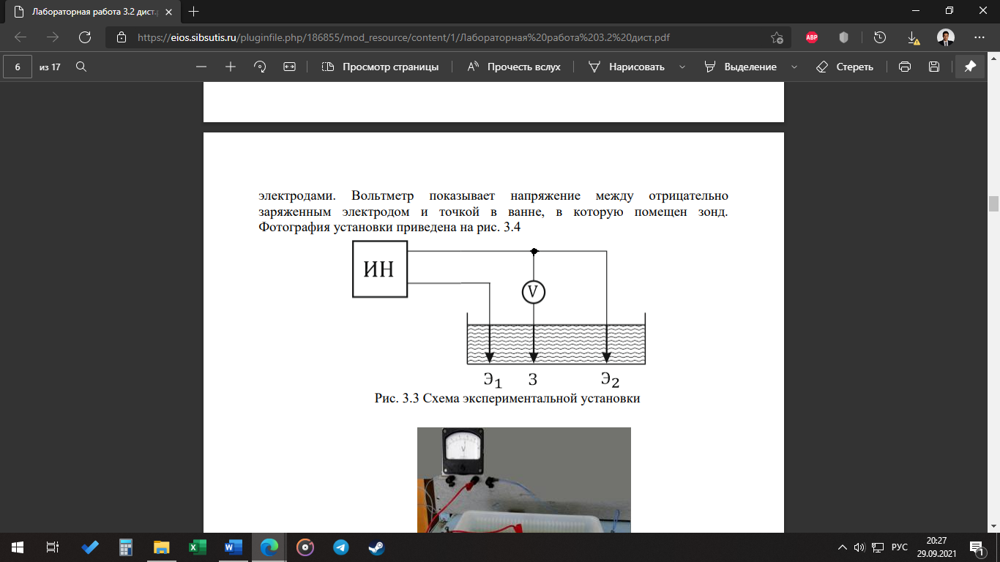 Лабораторная работа 3.2 дист.p
https://eios.sibsutis.ru/pluginfile.php/186855/mod_resource/content/1/Лабораторная%20работа%203.2%20дист.pdf
ABP
6 из 17
Просмотр страницы
Прочесть вслух
Нарисовать
Выделение
Стереть
электродами. Вольтметр показывает напряжение между отрицательно
заряженным электродом и точкой в ванне, в которую помещен зонд.
Фотография установки приведена на рис. 3.4
ИН
V
Э1 З Э2
Рис. 3.3 Схема экспериментальной установки
V
РУС
20:27
29.09.2021
1